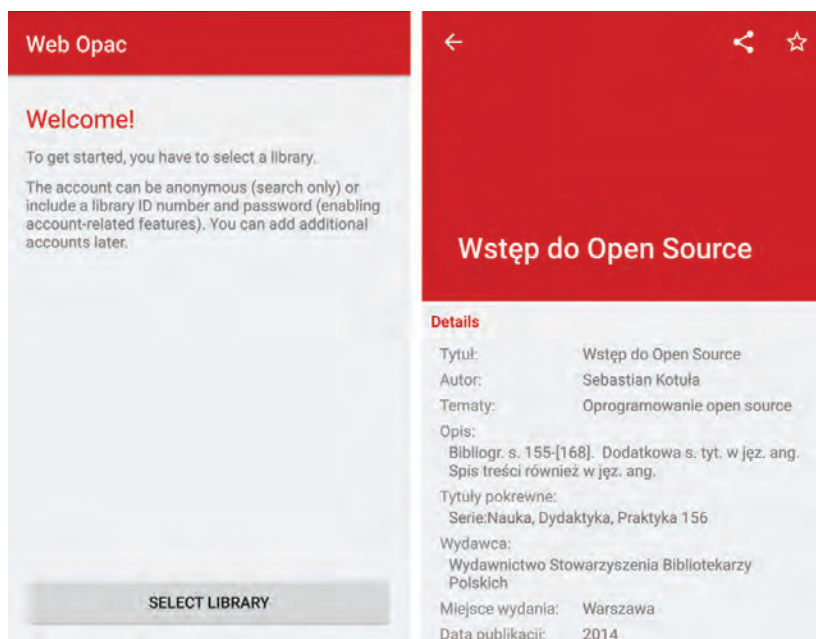 Web Opac
Welcome!
To get started, you have to select a library.
The account can be anonymous (search only) or
include a library ID number and password (enabling
account-related features). You can add additional
accounts later.
SELECT LIBRARY
Wstęp do Open Source
Details
Tytuł: Wstęp do Open Source
Autor: Sebastian Kotuła
Tematy: Oprogramowanie open source
Opis:
Bibliogr. s. 155-[168]. Dodatkowa s. tyt. w jęz. ang.
Spis treści również w jęz. ang.
Tytuły pokrewne:
Serie:Nauka, Dydaktyka, Praktyka 156
Wydawca:
Wydawnictwo Stowarzyszenia Bibliotekarzy
Polskich
Miejsce wydania: Warszawa
Data publikacji: 2014